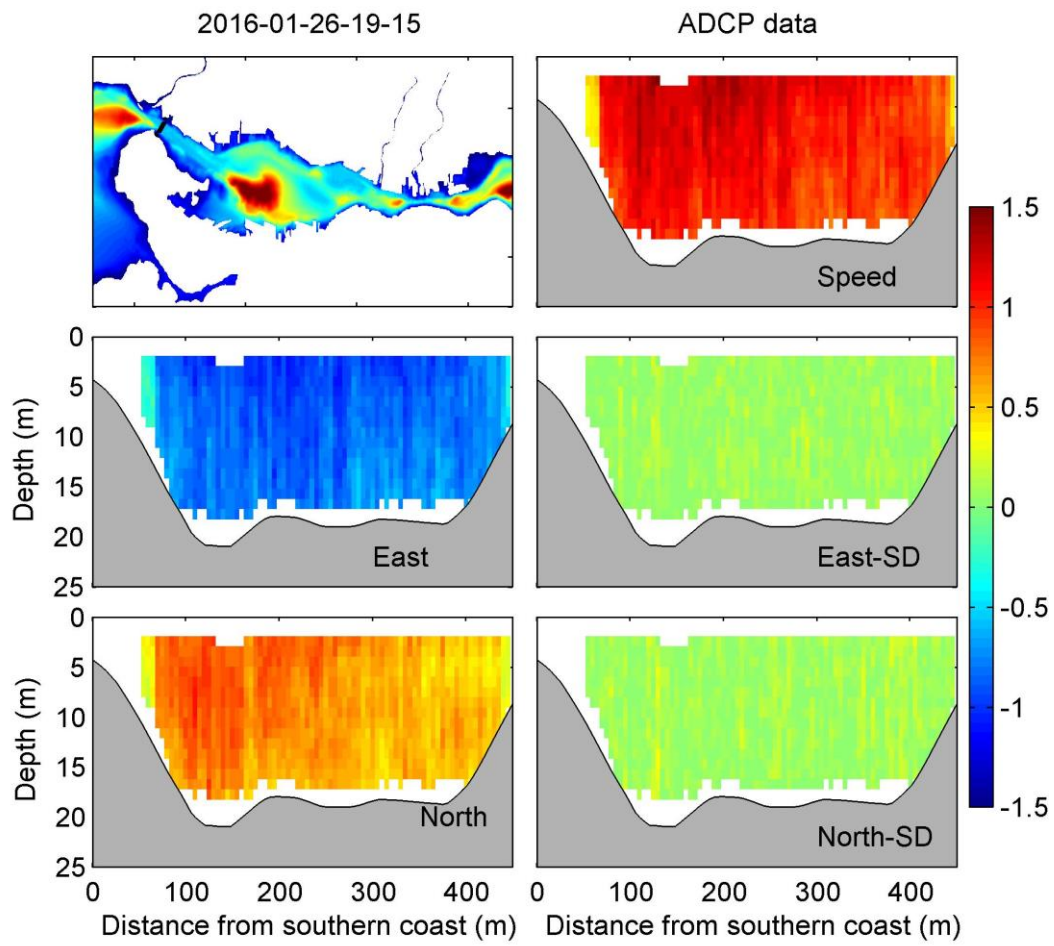 2016-01-26-19-15
ADCP data
Speed
1.5
1
0.5
0
-0.5
-1
-1.5
0
5
10
15
20
25
Depth (m)
East
East-SD
0
5
10
15
20
25
Depth (m)
North
North-SD
0 100 200 300 400
0 100 200 300 400
Distance from southern coast (m)
Distance from southern coast (m)